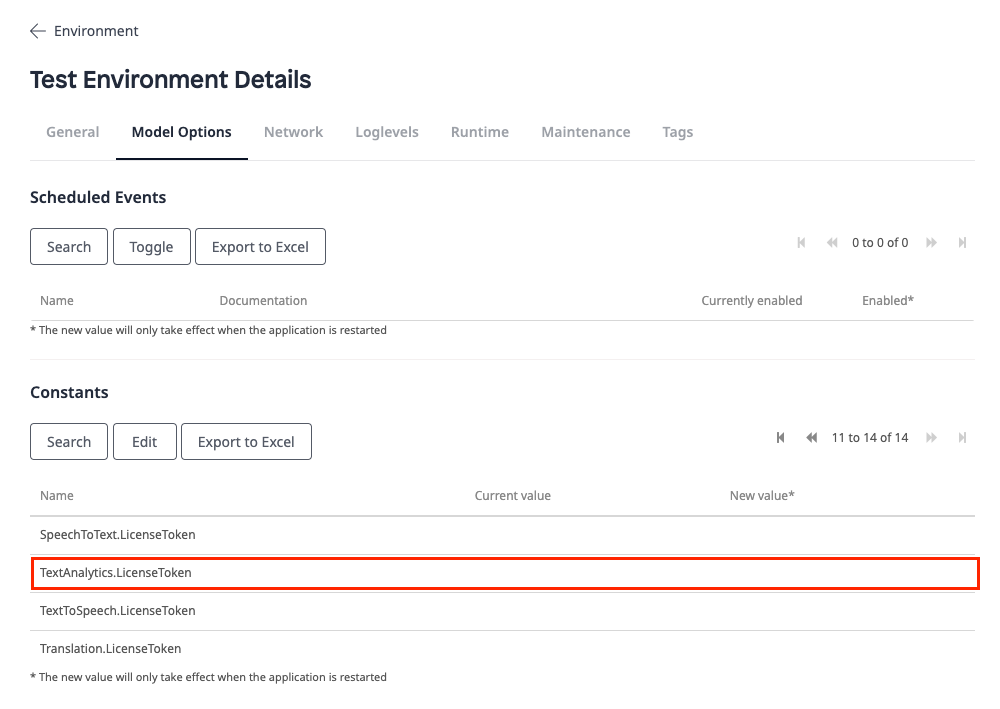 Environment
Test Environment Details
General Model Options Network Loglevels Runtime Maintenance Tags
Scheduled Events
Search Toggle Export to Excel 0 to 0 of 0
Name Documentation Currently enabled Enabled*
* The new value will only take effect when the application is restarted
Constants
Search Edit Export to Excel 11 to 14 of 14
Name Current value New value*
SpeechToText.LicenseToken
TextAnalytics.LicenseToken
TextToSpeech.LicenseToken
Translation.LicenseToken
* The new value will only take effect when the application is restarted